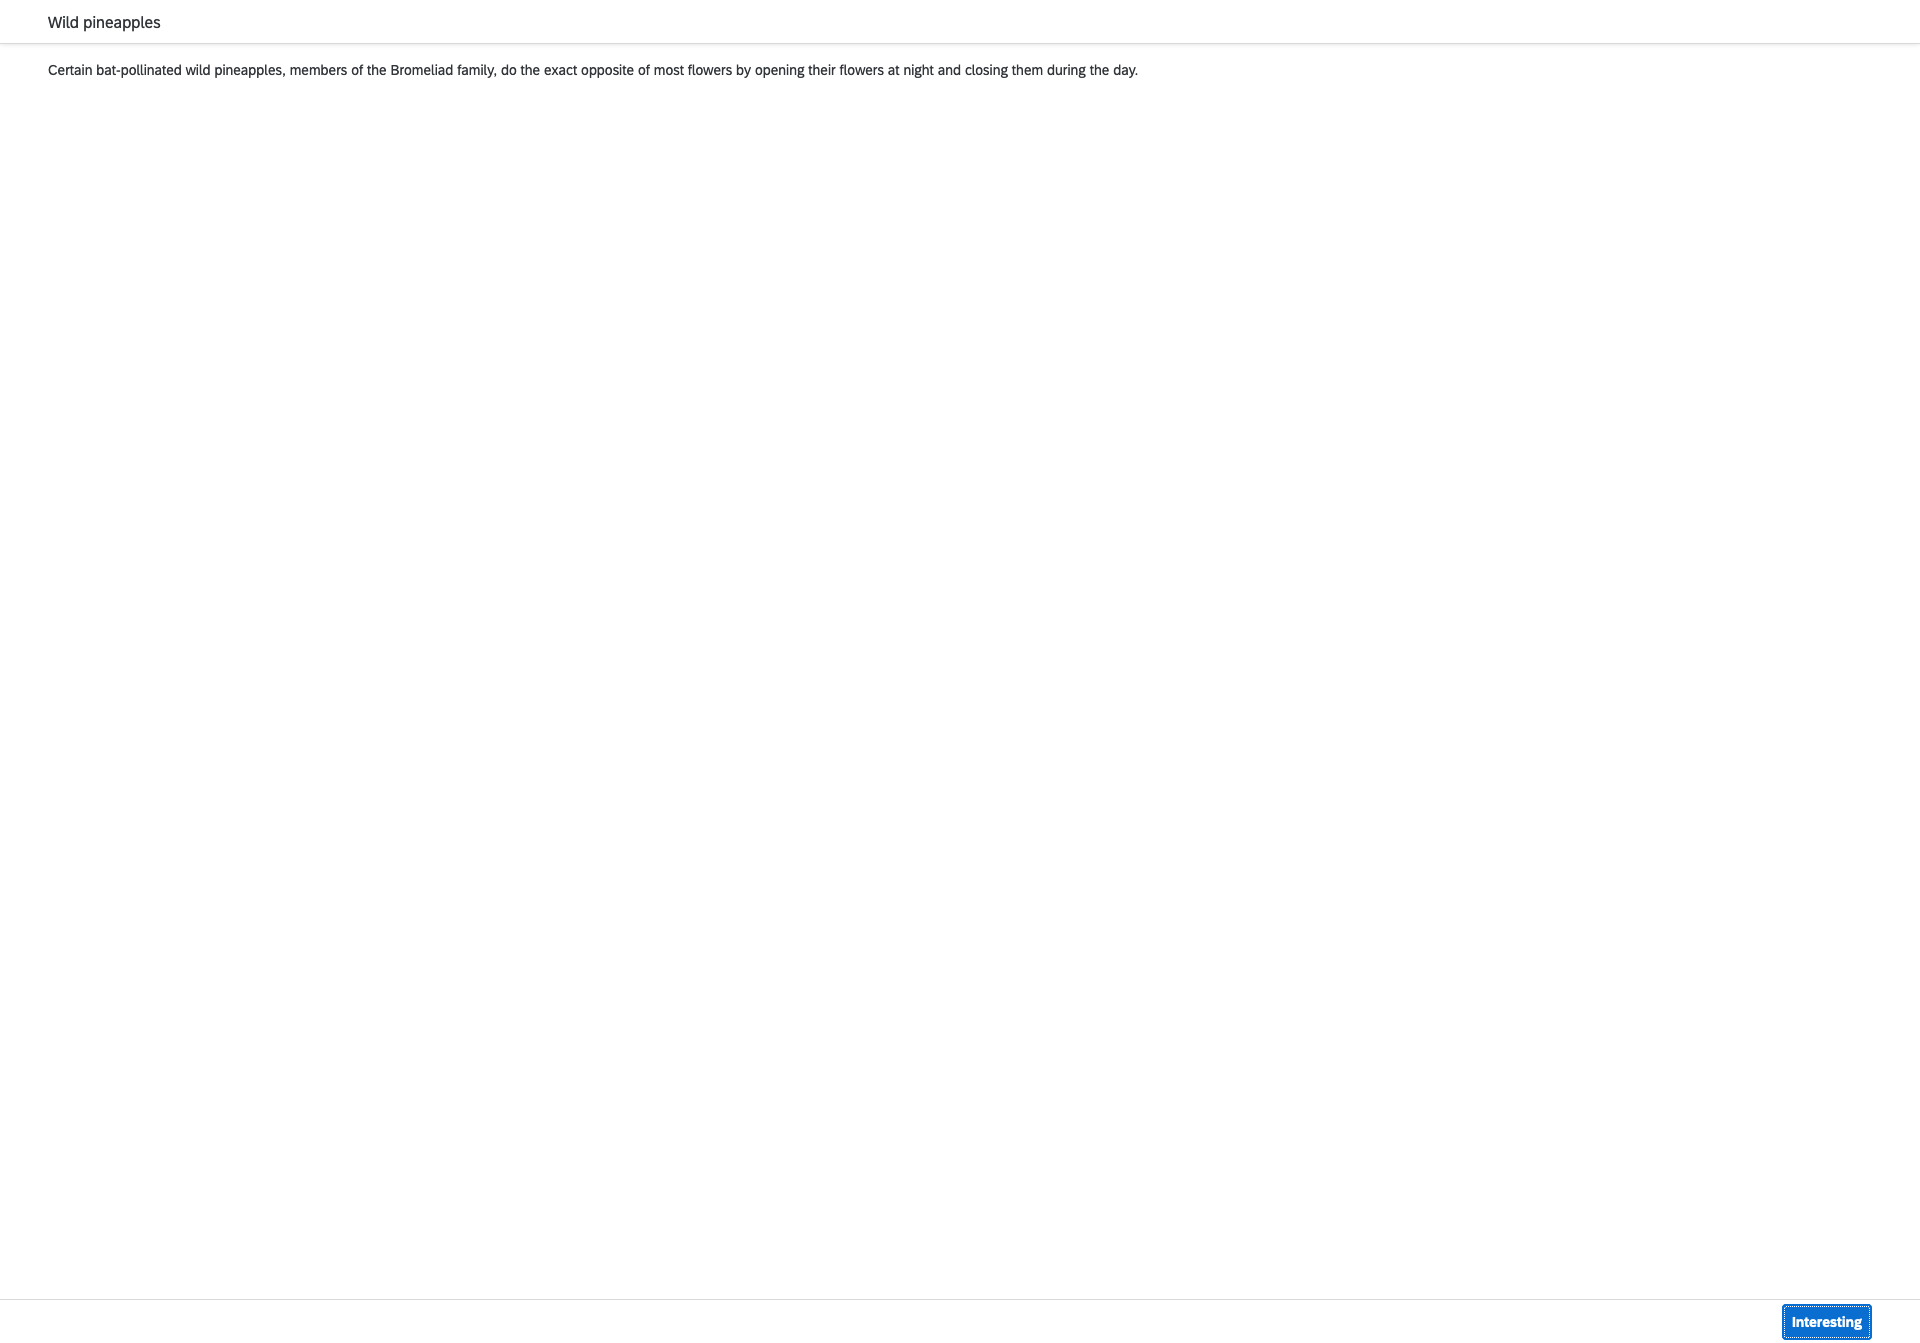 Wild pineapples
Certain bat-pollinated wild pineapples, members of the Bromeliad family, do the exact opposite of most flowers by opening their flowers at night and closing them during the day.
Interesting